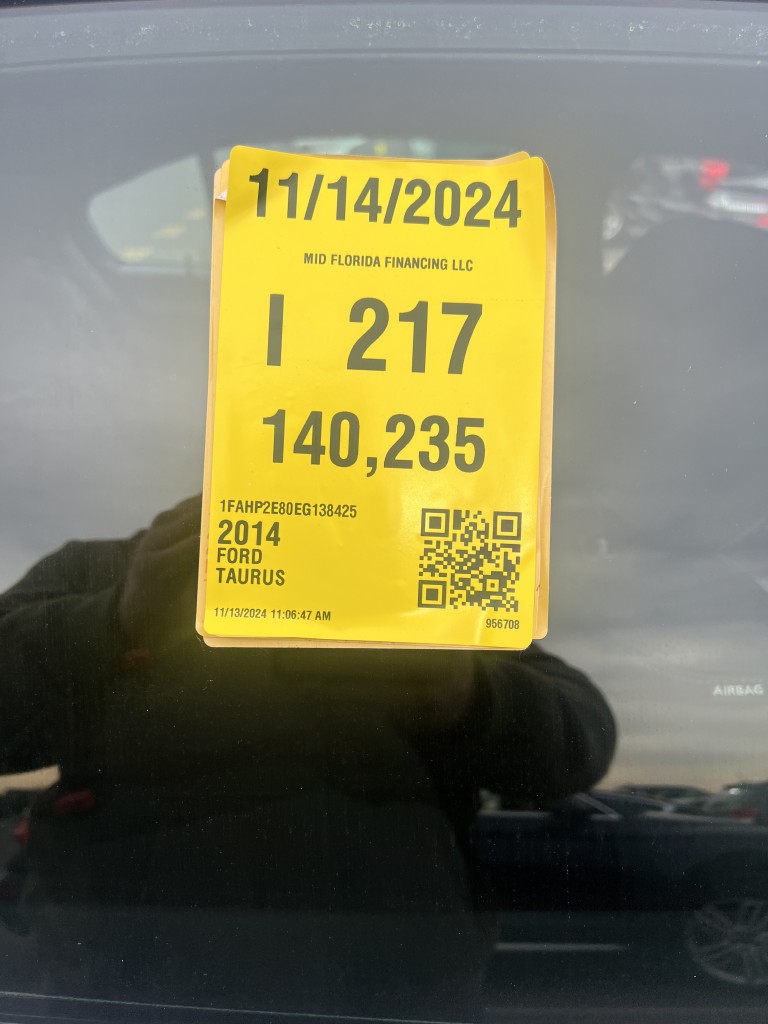 11/14/2024
MID FLORIDA FINANCING LLC
I 217
140,235
1FAHP2E80EG138425
2014
FORD
TAURUS
11/13/2024 11:06:47 AM
956708
AIRBAG